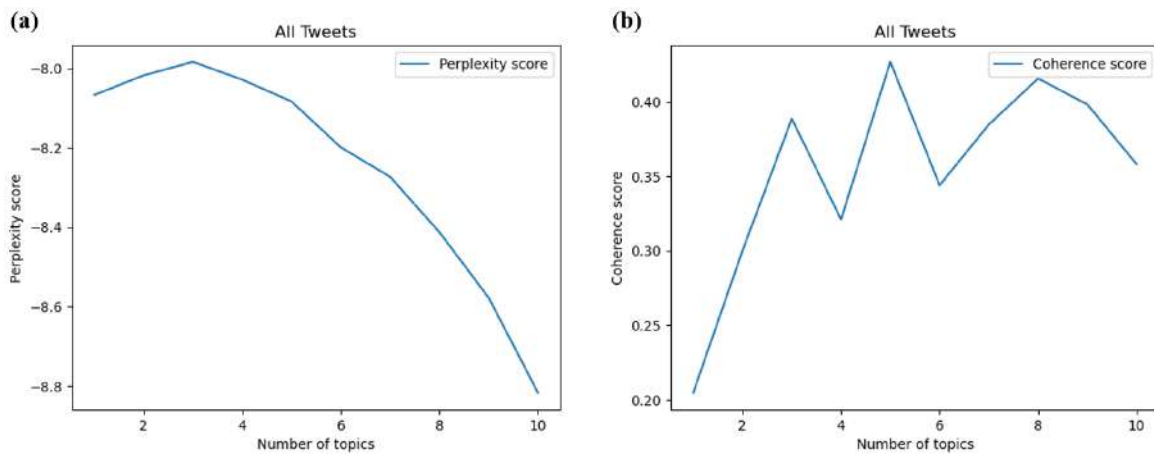 (a)
All Tweets
Perplexity score
−8.0
−8.2
−8.4
−8.6
−8.8
Perplexity score
2
4
6
8
10
Number of topics
(b)
All Tweets
Coherence score
0.40
0.35
0.30
0.25
0.20
Coherence score
2
4
6
8
10
Number of topics